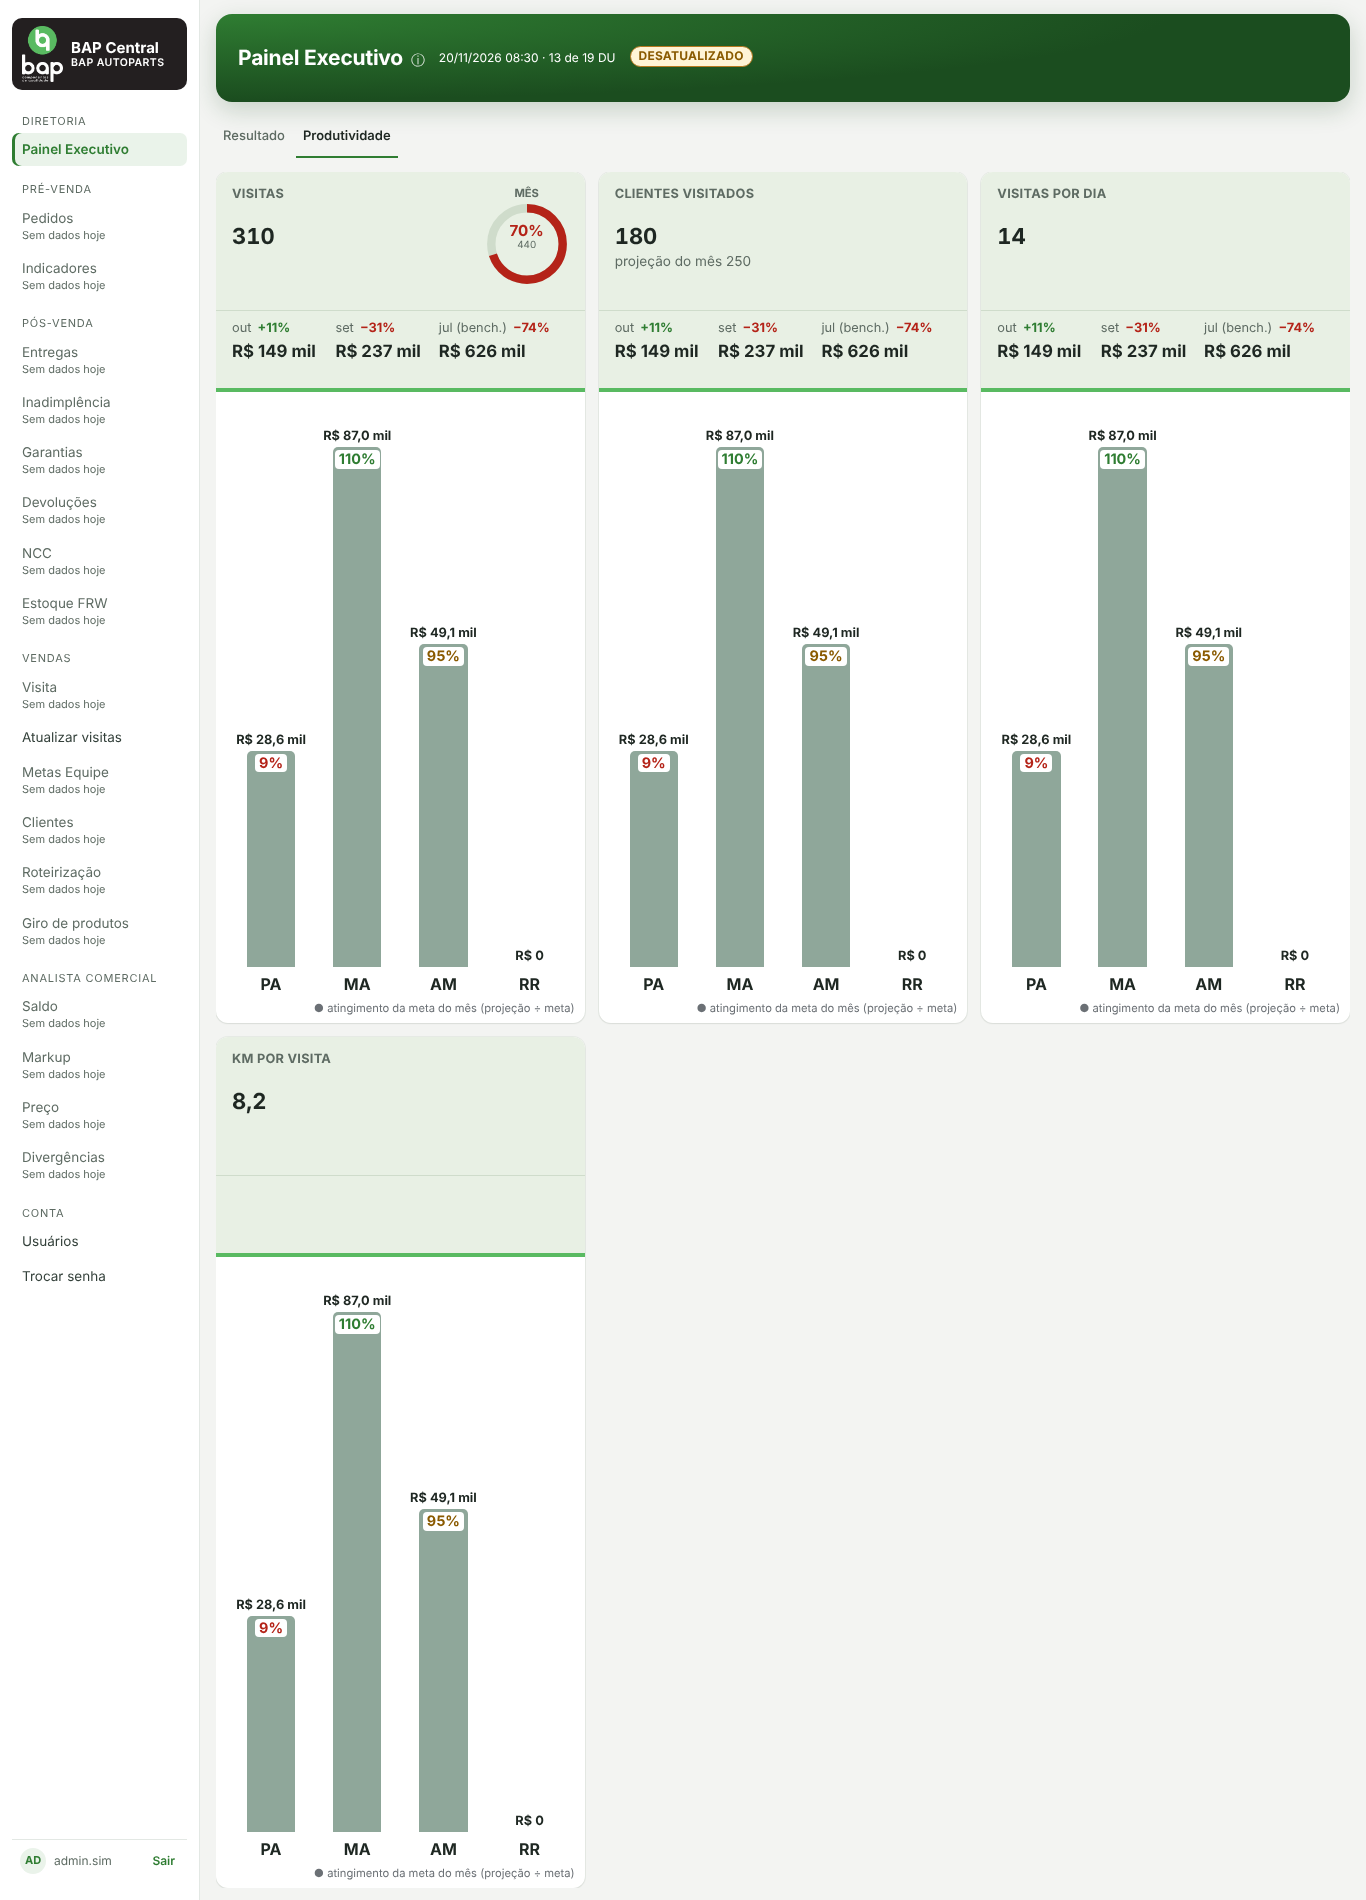 bap
BAP Central
BAP AUTOPARTS
DIRETORIA
Painel Executivo
PRÉ-VENDA
Pedidos
Sem dados hoje
Indicadores
Sem dados hoje
PÓS-VENDA
Entregas
Sem dados hoje
Inadimplência
Sem dados hoje
Garantias
Sem dados hoje
Devoluções
Sem dados hoje
NCC
Sem dados hoje
Estoque FRW
Sem dados hoje
VENDAS
Visita
Sem dados hoje
Atualizar visitas
Metas Equipe
Sem dados hoje
Clientes
Sem dados hoje
Roteirização
Sem dados hoje
Giro de produtos
Sem dados hoje
ANALISTA COMERCIAL
Saldo
Sem dados hoje
Markup
Sem dados hoje
Preço
Sem dados hoje
Divergências
Sem dados hoje
CONTA
Usuários
Trocar senha
AD admin.sim Sair
Painel Executivo ⓘ 20/11/2026 08:30 · 13 de 19 DU DESATUALIZADO
Resultado Produtividade
VISITAS
MÊS
310
70%
440
out +11% set −31% jul (bench.) −74%
R$ 149 mil R$ 237 mil R$ 626 mil
R$ 87,0 mil
110%
R$ 49,1 mil
95%
R$ 28,6 mil
9%
R$ 0
PA MA AM RR
● atingimento da meta do mês (projeção ÷ meta)
CLIENTES VISITADOS
180
projeção do mês 250
out +11% set −31% jul (bench.) −74%
R$ 149 mil R$ 237 mil R$ 626 mil
R$ 87,0 mil
110%
R$ 49,1 mil
95%
R$ 28,6 mil
9%
R$ 0
PA MA AM RR
● atingimento da meta do mês (projeção ÷ meta)
VISITAS POR DIA
14
out +11% set −31% jul (bench.) −74%
R$ 149 mil R$ 237 mil R$ 626 mil
R$ 87,0 mil
110%
R$ 49,1 mil
95%
R$ 28,6 mil
9%
R$ 0
PA MA AM RR
● atingimento da meta do mês (projeção ÷ meta)
KM POR VISITA
8,2
R$ 87,0 mil
110%
R$ 49,1 mil
95%
R$ 28,6 mil
9%
R$ 0
PA MA AM RR
● atingimento da meta do mês (projeção ÷ meta)